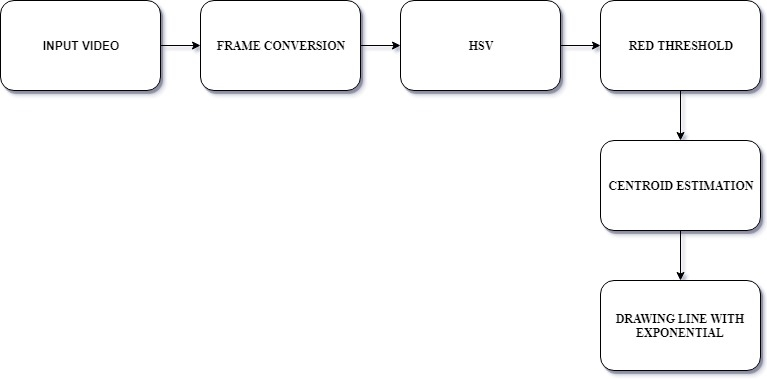 INPUT VIDEO
FRAME CONVERSION
HSV
RED THRESHOLD
CENTROID ESTIMATION
DRAWING LINE WITH
EXPONENTIAL